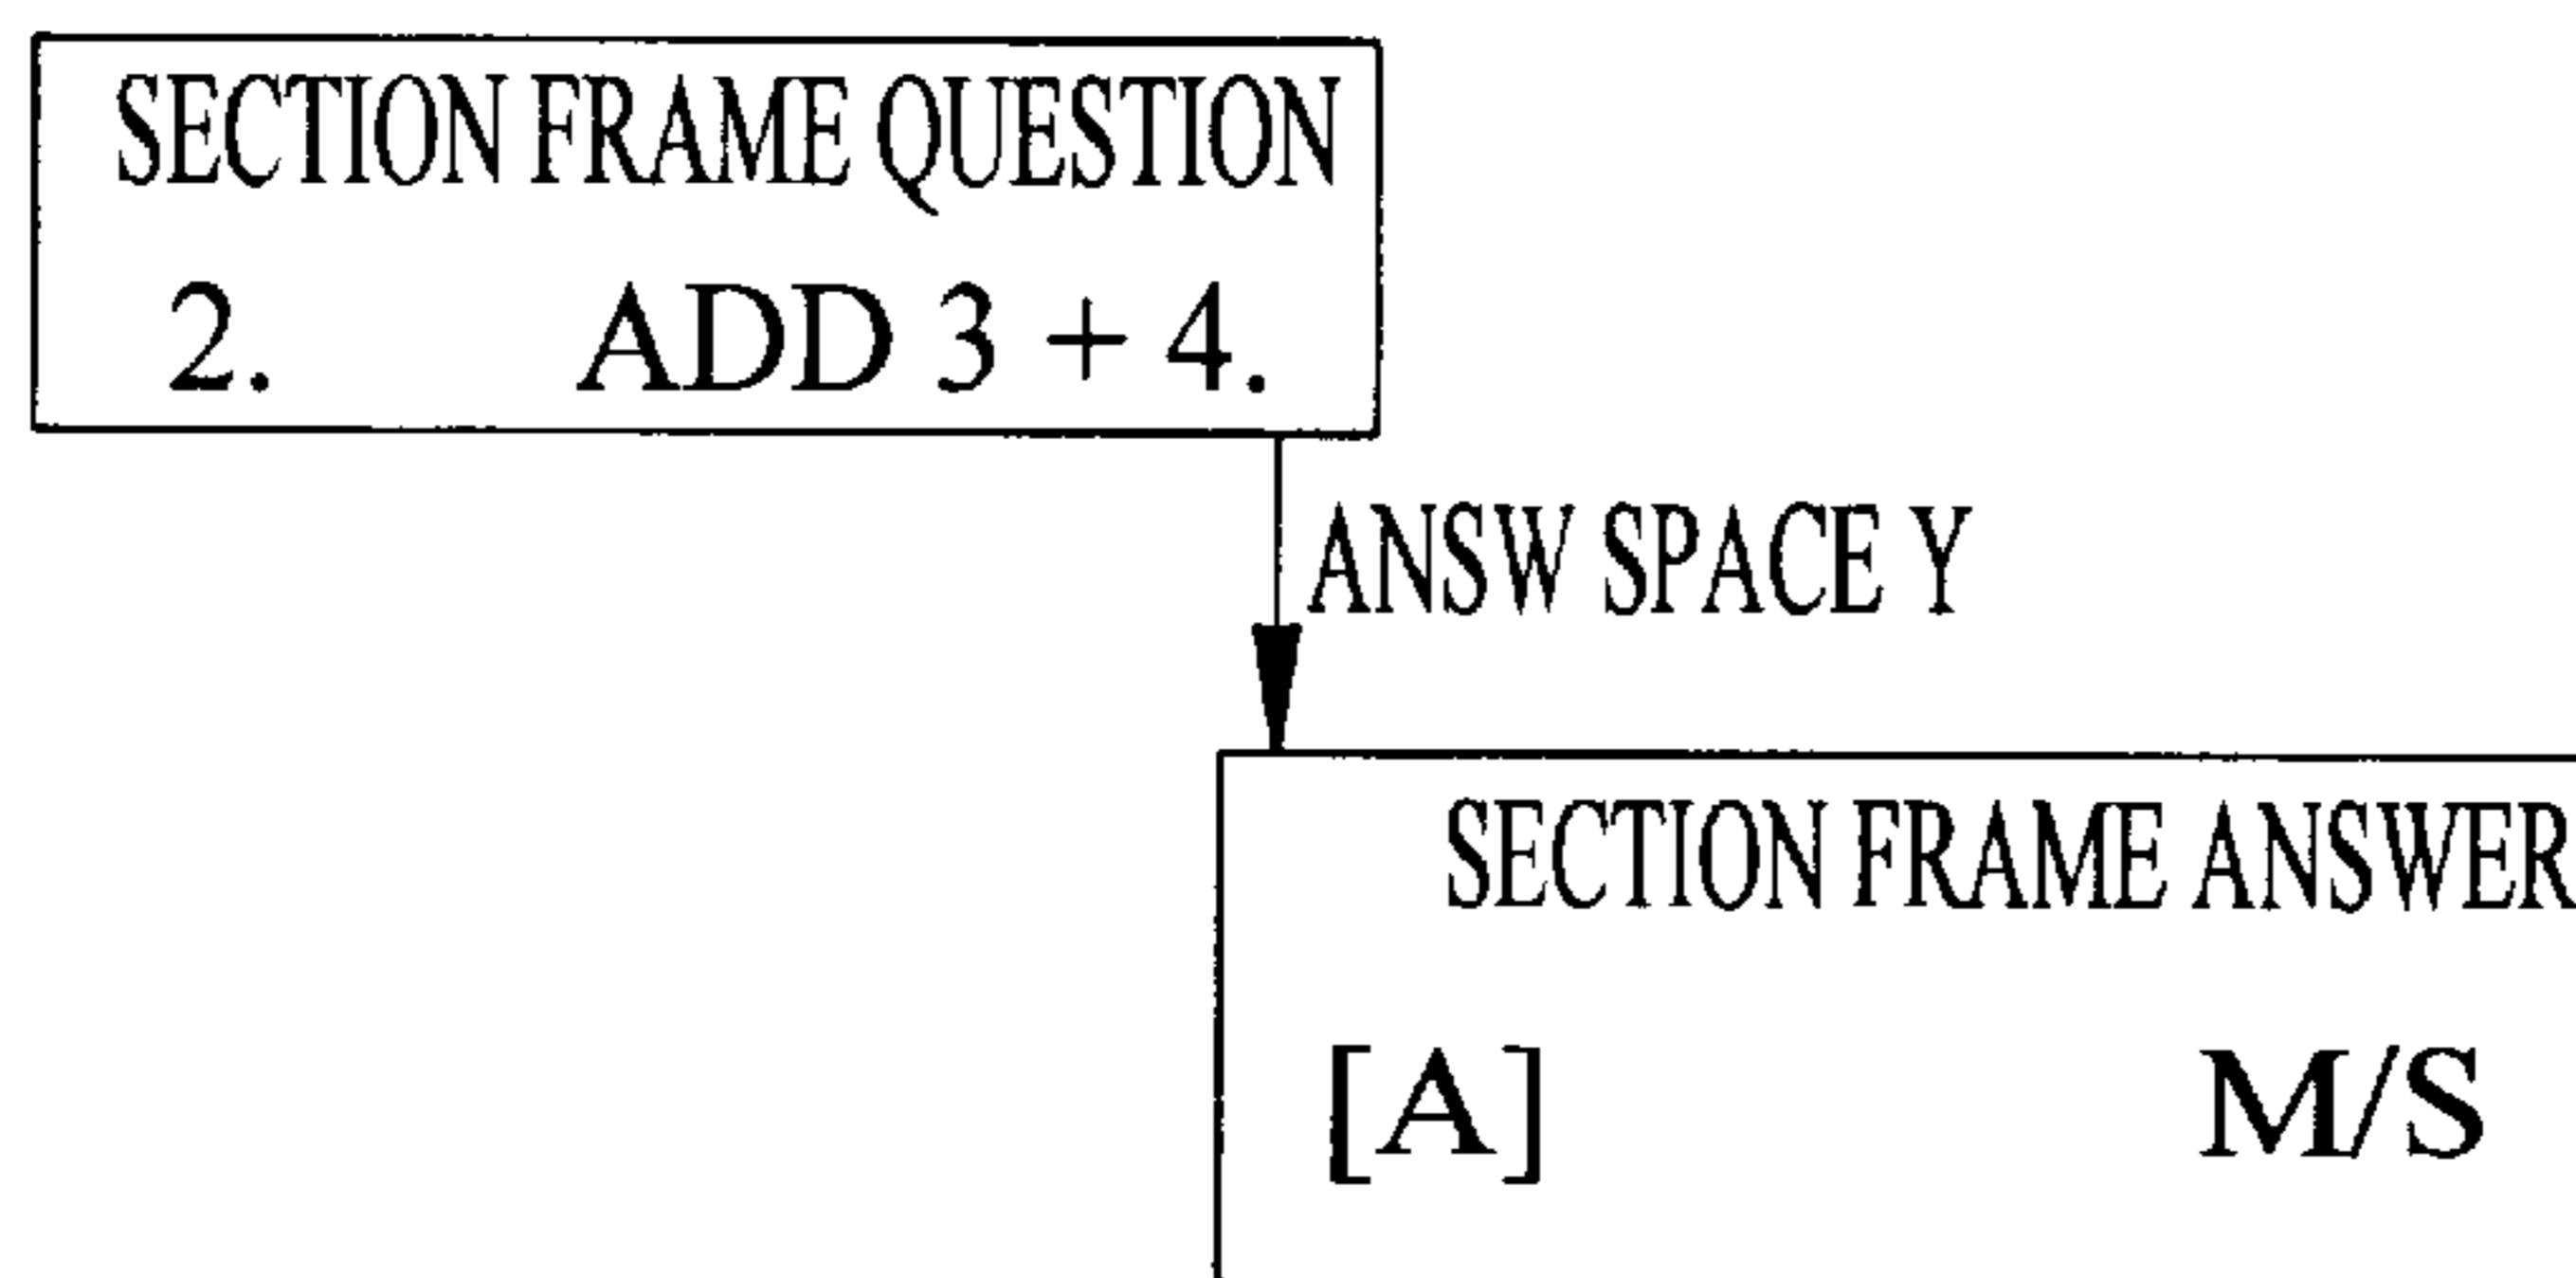 SECTION FRAME QUESTION
2. ADD 3 + 4.
ANSW SPACE Y
SECTION FRAME ANSWER
[A] M/S